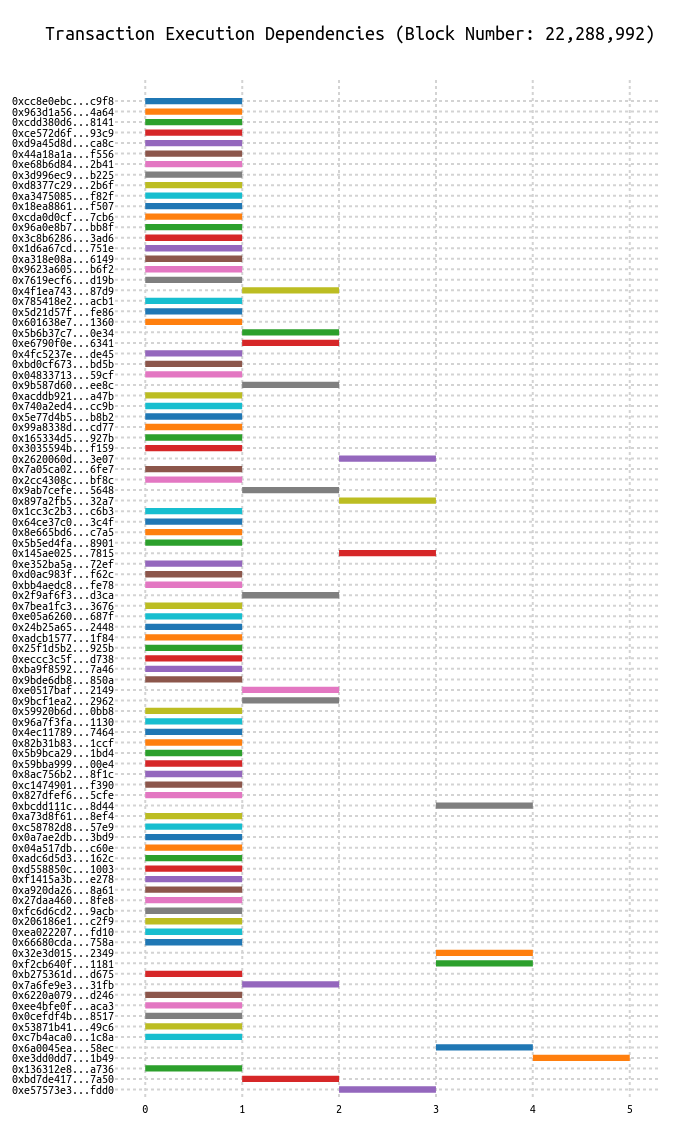 Transaction Execution Dependencies (Block Number: 22,288,992)
0xcc8e0ebc...c9f8
0x963d1a56...4a64
0xcdd380d6...8141
0xce572d6f...93c9
0xd9a45d8d...ca8c
0x44a18a1a...f556
0xe68b6d84...2b41
0x3d996ec9...b225
0xd8377c29...2b6f
0xa3475085...f82f
0x18ea8861...f507
0xcda0d0cf...7cb6
0x96a0e8b7...bb8f
0x3c8b6286...3ad6
0x1d6a67cd...751e
0xa318e08a...6149
0x9623a605...b6f2
0x7619ecf6...d19b
0x4f1ea743...87d9
0x785418e2...acb1
0x5d21d57f...fe86
0x601638e7...1360
0x5b6b37c7...0e34
0xe6790f0e...6341
0x4fc5237e...de45
0xbd0cf673...bd5b
0x04833713...59cf
0x9b587d60...ee8c
0xacddb921...a47b
0x740a2ed4...cc9b
0x5e77d4b5...b8b2
0x99a8338d...cd77
0x165334d5...927b
0x3035594b...f159
0x2620060d...3e07
0x7a05ca02...6fe7
0x2cc4308c...bf8c
0x9ab7cefe...5648
0x897a2fb5...32a7
0x1cc3c2b3...c6b3
0x64ce37c0...3c4f
0x8e665bd6...c7a5
0x5b5ed4fa...8901
0x145ae025...7815
0xe352ba5a...72ef
0xd0ac983f...f62c
0xbb4aedc8...fe78
0x2f9af6f3...d3ca
0x7bea1fc3...3676
0xe05a6260...687f
0x24b25a65...2448
0xadcb1577...1f84
0x25f1d5b2...925b
0xeccc3c5f...d738
0xba9f8592...7a46
0x9bde6db8...850a
0xe0517baf...2149
0x9bcf1ea2...2962
0x59920b6d...0bb8
0x96a7f3fa...1130
0x4ec11789...7464
0x82b31b83...1ccf
0x5b9bca29...1bd4
0x59bba999...00e4
0x8ac756b2...8f1c
0xc1474901...f390
0x827dfef6...5cfe
0xbcdd111c...8d44
0xa73d8f61...8ef4
0xc58782d8...57e9
0x0a7ae2db...3bd9
0x04a517db...c60e
0xadc6d5d3...162c
0xd558850c...1003
0xf1415a3b...e278
0xa920da26...8a61
0x27daa460...8fe8
0xfc6d6cd2...9acb
0x206186e1...c2f9
0xea022207...fd10
0x66680cda...758a
0x32e3d015...2349
0xf2cb640f...1181
0xb275361d...d675
0x7a6fe9e3...31fb
0x6220a079...d246
0xee4bfe0f...aca3
0x0cefdf4b...8517
0x53871b41...49c6
0xc7b4aca0...1c8a
0x6a0045ea...58ec
0xe3dd0dd7...1b49
0x136312e8...a736
0xbd7de417...7a50
0xe57573e3...fdd0
0 1 2 3 4 5